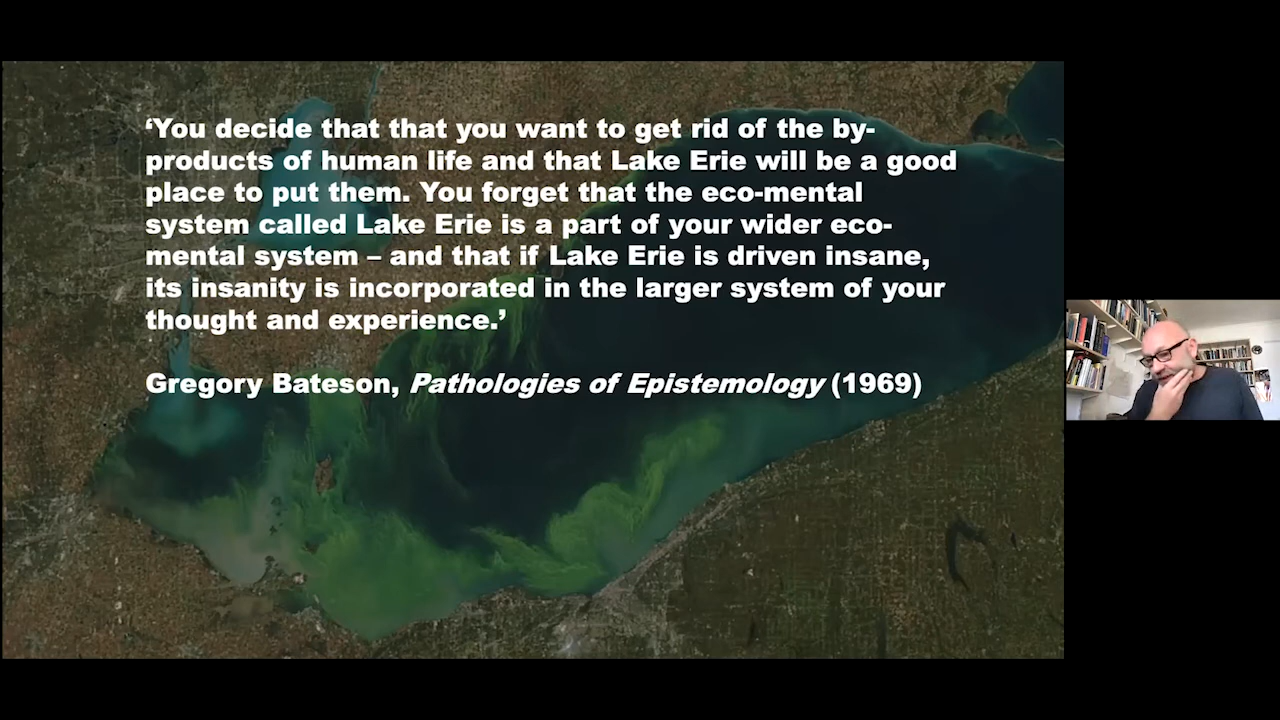 ‘You decide that that you want to get rid of the by-
products of human life and that Lake Erie will be a good
place to put them. You forget that the eco-mental
system called Lake Erie is a part of your wider eco-
mental system – and that if Lake Erie is driven insane,
its insanity is incorporated in the larger system of your
thought and experience.’
Gregory Bateson, Pathologies of Epistemology (1969)